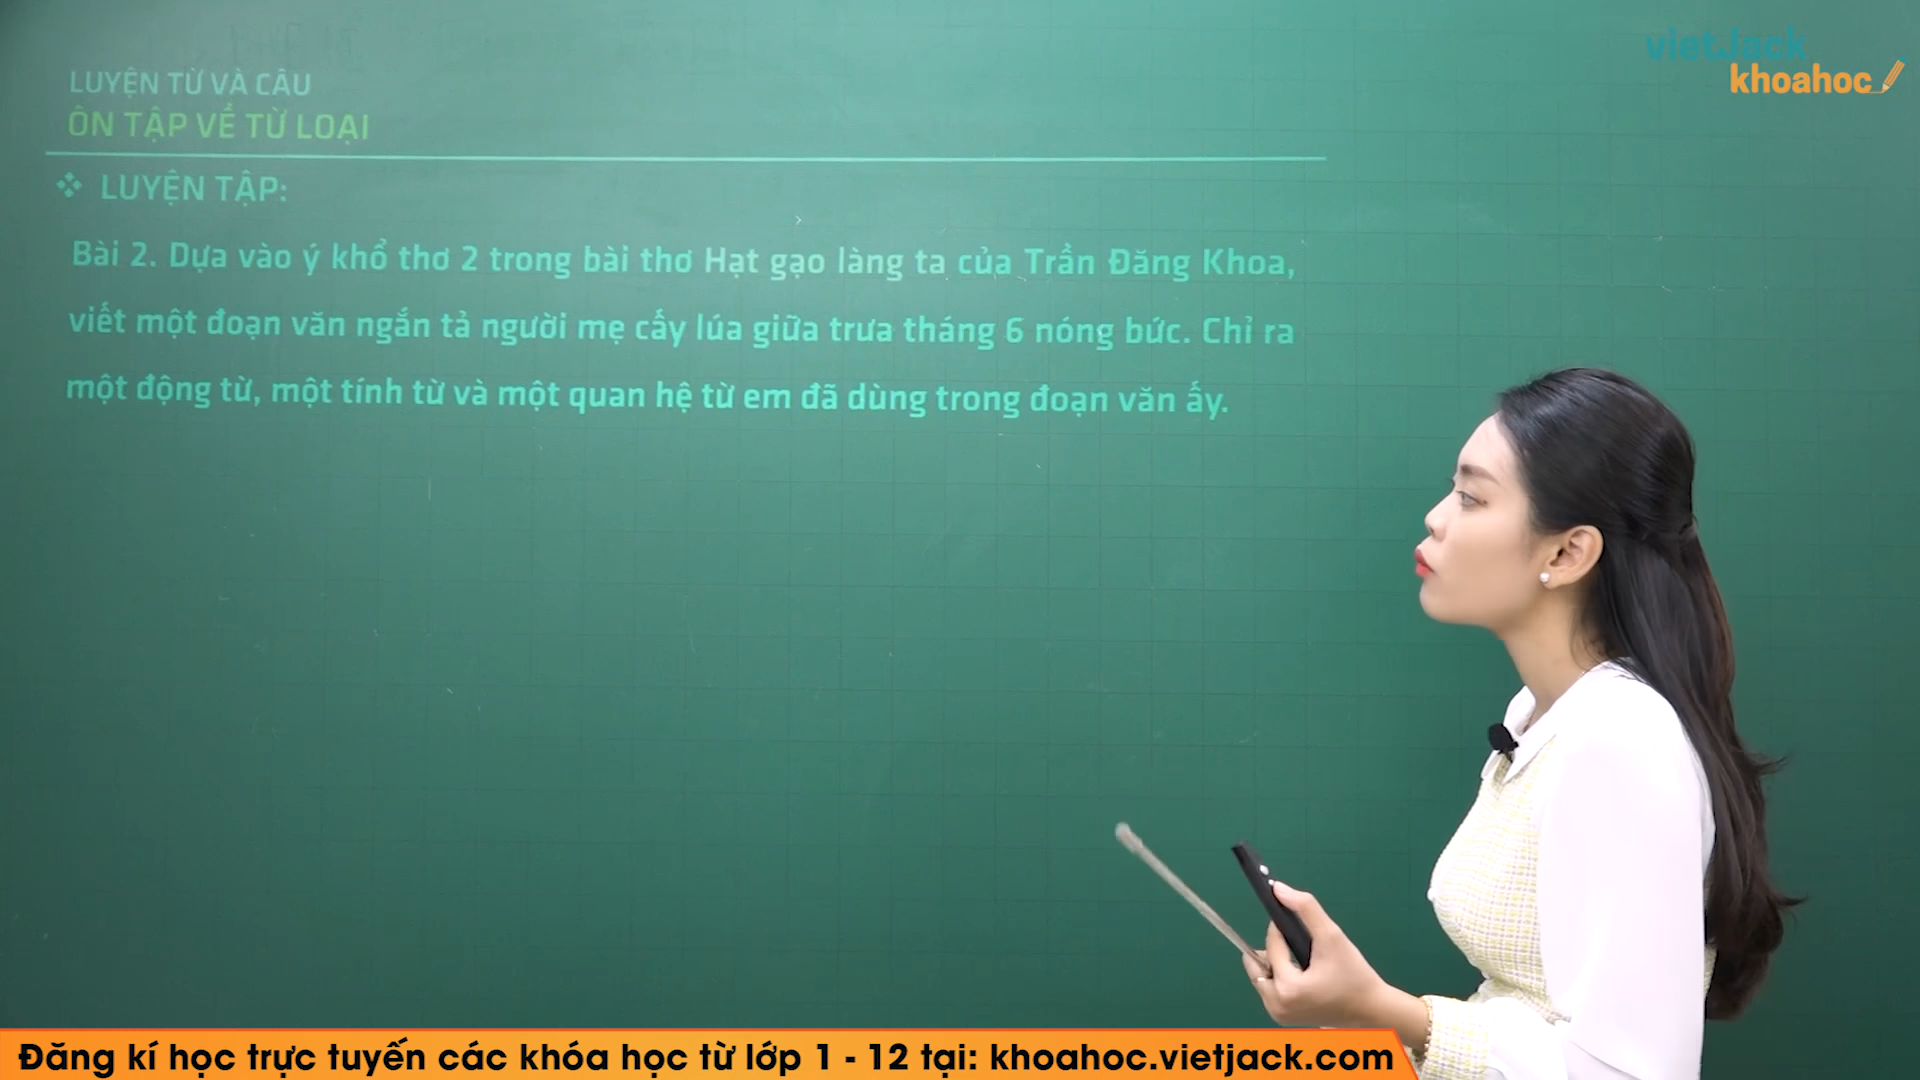 vietJack
khoahoc
LUYỆN TỪ VÀ CÂU
ÔN TẬP VỀ TỪ LOẠI
❖ LUYỆN TẬP:
Bài 2. Dựa vào ý khổ thơ 2 trong bài thơ Hạt gạo làng ta của Trần Đăng Khoa,
viết một đoạn văn ngắn tả người mẹ cấy lúa giữa trưa tháng 6 nóng bức. Chỉ ra
một động từ, một tính từ và một quan hệ từ em đã dùng trong đoạn văn ấy.
Đăng kí học trực tuyến các khóa học từ lớp 1 - 12 tại: khoahoc.vietjack.com